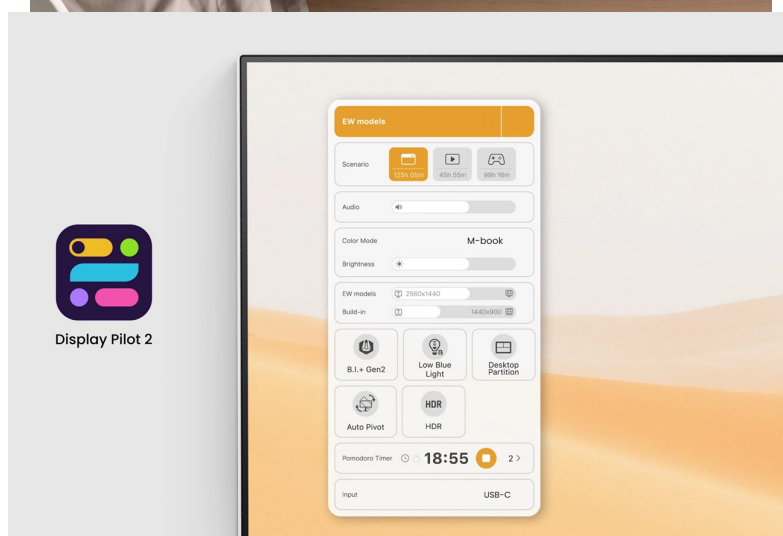 EW models
Scenario
125h 05m
45h 55m
99h 16m
Audio
Color Mode
M-book
Brightness
EW models
2560x1440
Build-in
1440x900
Display Pilot 2
B.I.+ Gen2
Low Blue
Light
Desktop
Partition
Auto Pivot
HDR
HDR
Pomodoro Timer
18:55
2 >
input
USB-C